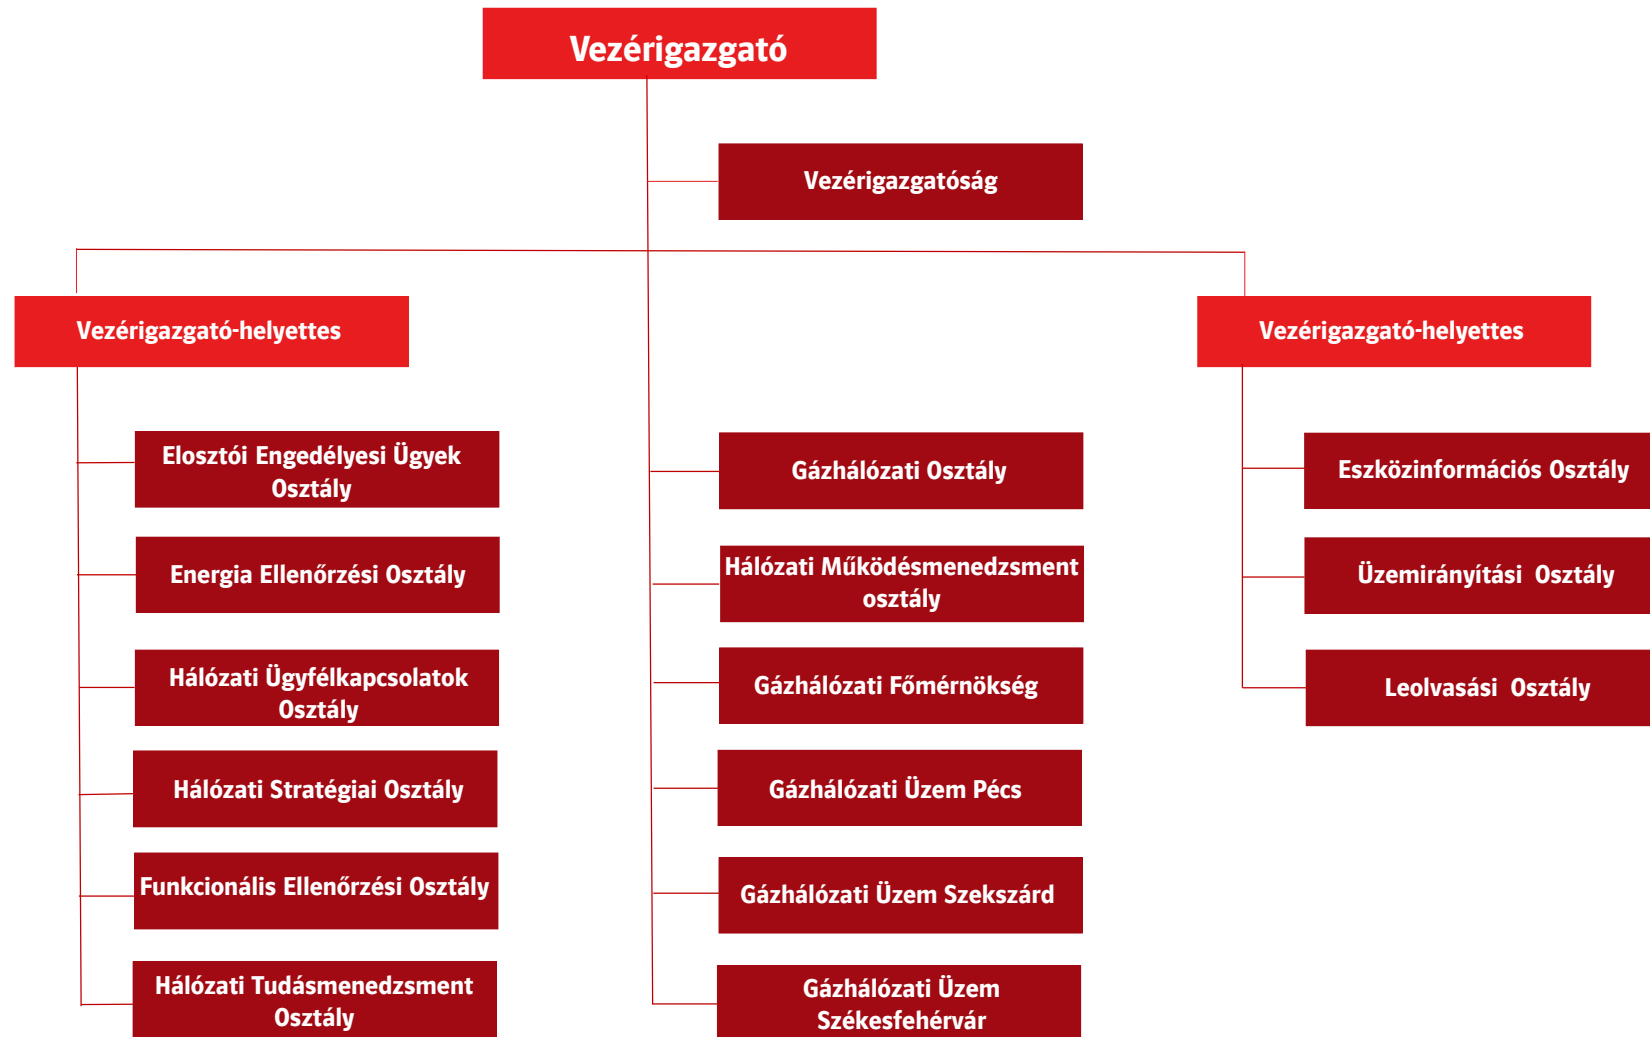 Vezérigazgató
Vezérigazgatóság
Vezérigazgató-helyettes
Vezérigazgató-helyettes
Elosztói Engedélyesi Ügyek
Osztály
Energia Ellenőrzési Osztály
Hálózati Ügyfélkapcsolatok
Osztály
Hálózati Stratégiai Osztály
Funkcionális Ellenőrzési Osztály
Hálózati Tudásmenedzsment
Osztály
Gázhálózati Osztály
Hálózati Működésmenedzsment
osztály
Gázhálózati Főmérnökség
Gázhálózati Üzem Pécs
Gázhálózati Üzem Szekszárd
Gázhálózati Üzem
Székesfehérvár
Eszközinformációs Osztály
Üzemirányítási Osztály
Leolvasási Osztály